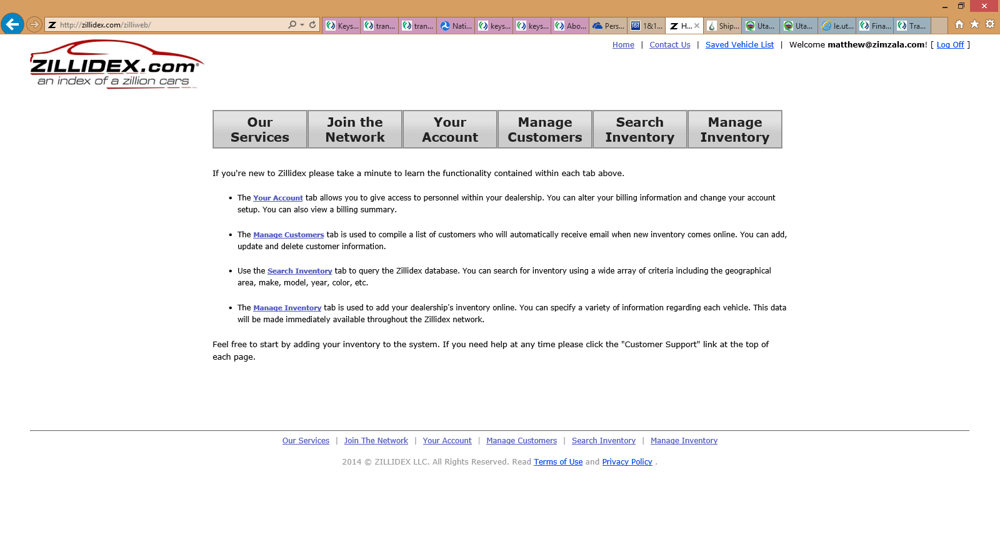 http://zillidex.com/zilliweb/
Keys...
tran...
tran...
Nati...
keys...
keys...
Abo...
Pers...
1&1...
H...
Ship...
Uta...
Uta...
le.ut...
Fina...
Tra...
Home | Contact Us | Saved Vehicle List | Welcome matthew@zimzala.com! [ Log Off ]
ZILLIDEX.com®
an index of a zillion cars
Our Services
Join the Network
Your Account
Manage Customers
Search Inventory
Manage Inventory
If you're new to Zillidex please take a minute to learn the functionality contained within each tab above.
• The Your Account tab allows you to give access to personnel within your dealership. You can alter your billing information and change your account
setup. You can also view a billing summary.
• The Manage Customers tab is used to compile a list of customers who will automatically receive email when new inventory comes online. You can add,
update and delete customer information.
• Use the Search Inventory tab to query the Zillidex database. You can search for inventory using a wide array of criteria including the geographical
area, make, model, year, color, etc.
• The Manage Inventory tab is used to add your dealership's inventory online. You can specify a variety of information regarding each vehicle. This data
will be made immediately available throughout the Zillidex network.
Feel free to start by adding your inventory to the system. If you need help at any time please click the "Customer Support" link at the top of
each page.
Our Services | Join The Network | Your Account | Manage Customers | Search Inventory | Manage Inventory
2014 © ZILLIDEX LLC. All Rights Reserved. Read Terms of Use and Privacy Policy .